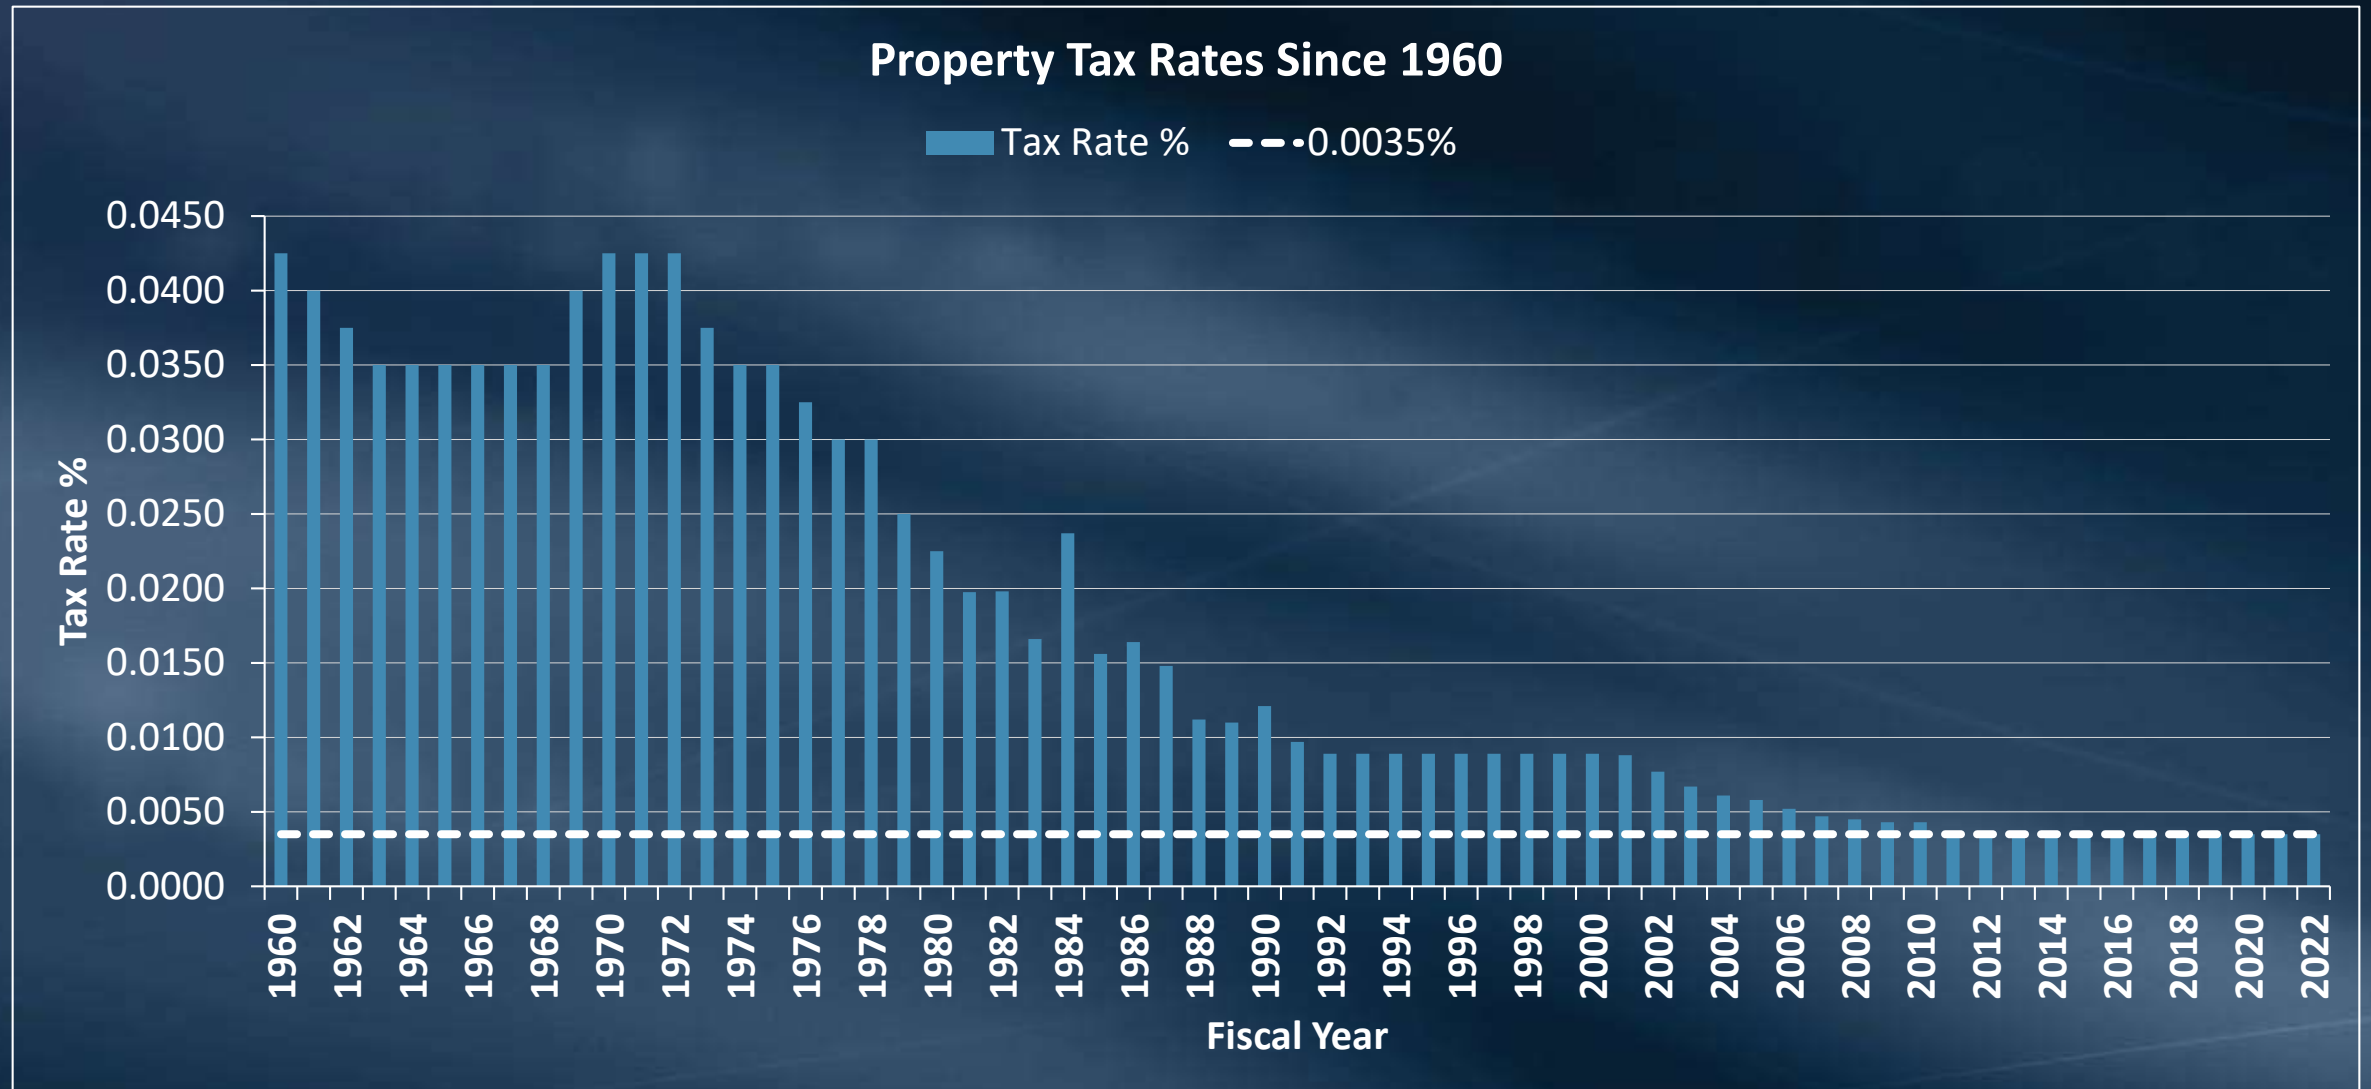 Property Tax Rates Since 1960
Tax Rate % 0.0035%
0.0450
0.0400
0.0350
0.0300
0.0250
0.0200
0.0150
0.0100
0.0050
0.0000
Tax Rate %
1960 1962 1964 1966 1968 1970 1972 1974 1976 1978 1980 1982 1984 1986 1988 1990 1992 1994 1996 1998 2000 2002 2004 2006 2008 2010 2012 2014 2016 2018 2020 2022
Fiscal Year